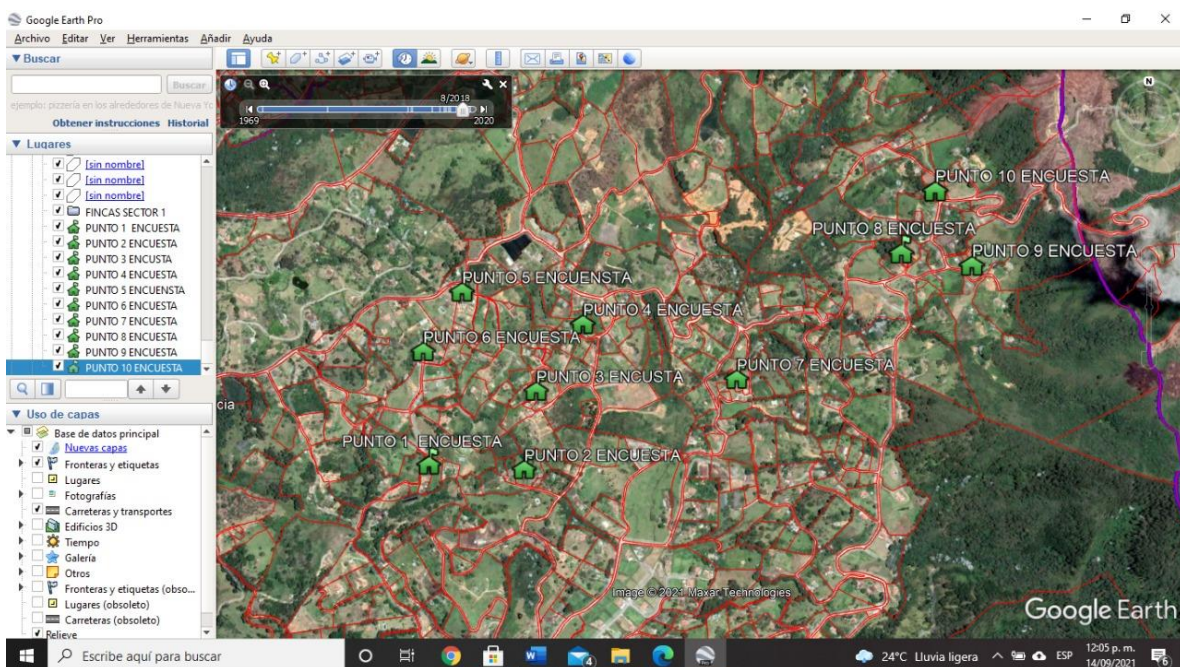 Google Earth Pro
Archivo Editar Ver Herramientas Añadir Ayuda
Buscar
Buscar
ejemplo: pizzería en los alrededores de Nueva Yo
Obtener instrucciones Historial
Lugares
[sin nombre]
[sin nombre]
[sin nombre]
FINCAS SECTOR 1
PUNTO 1 ENCUESTA
PUNTO 2 ENCUESTA
PUNTO 3 ENCUSTA
PUNTO 4 ENCUESTA
PUNTO 5 ENCUENSTA
PUNTO 6 ENCUESTA
PUNTO 7 ENCUESTA
PUNTO 8 ENCUESTA
PUNTO 9 ENCUESTA
PUNTO 10 ENCUESTA
Uso de capas
Base de datos principal
Nuevas capas
Fronteras y etiquetas
Lugares
Fotografías
Carreteras y transportes
Edificios 3D
Tiempo
Galería
Otros
Fronteras y etiquetas (obso...
Lugares (obsoleto)
Carreteras (obsoleto)
Relieve
8/2018
1969 2020
N
PUNTO 10 ENCUESTA
PUNTO 8 ENCUESTA
PUNTO 9 ENCUESTA
PUNTO 5 ENCUENSTA
PUNTO 4 ENCUESTA
PUNTO 6 ENCUESTA
PUNTO 7 ENCUESTA
PUNTO 3 ENCUSTA
cia
PUNTO 1 ENCUESTA
PUNTO 2 ENCUESTA
Image © 2021 Maxar Technologies
Google Earth
Escribe aquí para buscar
4
24°C Lluvia ligera
ESP
12:05 p. m.
14/09/2021
6